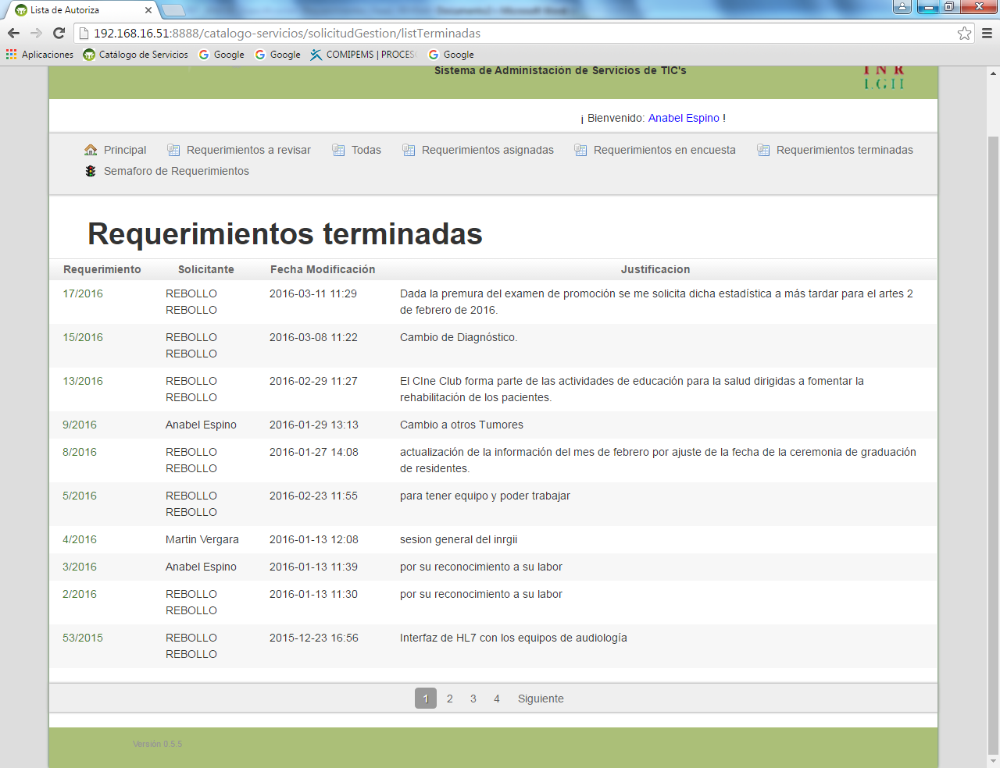 Lista de Autoriza
192.168.16.51:8888/catalogo-servicios/solicitudGestion/listTerminadas
Aplicaciones Catálogo de Servicios Google Google COMIPEMS | PROCES Google
Sistema de Administación de Servicios de TIC's
I N R
LGII
¡ Bienvenido: Anabel Espino !
Principal Requerimientos a revisar Todas Requerimientos asignadas Requerimientos en encuesta Requerimientos terminadas
Semaforo de Requerimientos
Requerimientos terminadas
Requerimiento Solicitante Fecha Modificación Justificacion
17/2016 REBOLLO 2016-03-11 11:29 Dada la premura del examen de promoción se me solicita dicha estadística a más tardar para el artes 2
REBOLLO de febrero de 2016.
15/2016 REBOLLO 2016-03-08 11:22 Cambio de Diagnóstico.
REBOLLO
13/2016 REBOLLO 2016-02-29 11:27 El CIne Club forma parte de las actividades de educación para la salud dirigidas a fomentar la
REBOLLO rehabilitación de los pacientes.
9/2016 Anabel Espino 2016-01-29 13:13 Cambio a otros Tumores
8/2016 REBOLLO 2016-01-27 14:08 actualización de la información del mes de febrero por ajuste de la fecha de la ceremonia de graduación
REBOLLO de residentes.
5/2016 REBOLLO 2016-02-23 11:55 para tener equipo y poder trabajar
REBOLLO
4/2016 Martin Vergara 2016-01-13 12:08 sesion general del inrgii
3/2016 Anabel Espino 2016-01-13 11:39 por su reconocimiento a su labor
2/2016 REBOLLO 2016-01-13 11:30 por su reconocimiento a su labor
REBOLLO
53/2015 REBOLLO 2015-12-23 16:56 Interfaz de HL7 con los equipos de audiología
REBOLLO
1 2 3 4 Siguiente
Versión 0.5.5